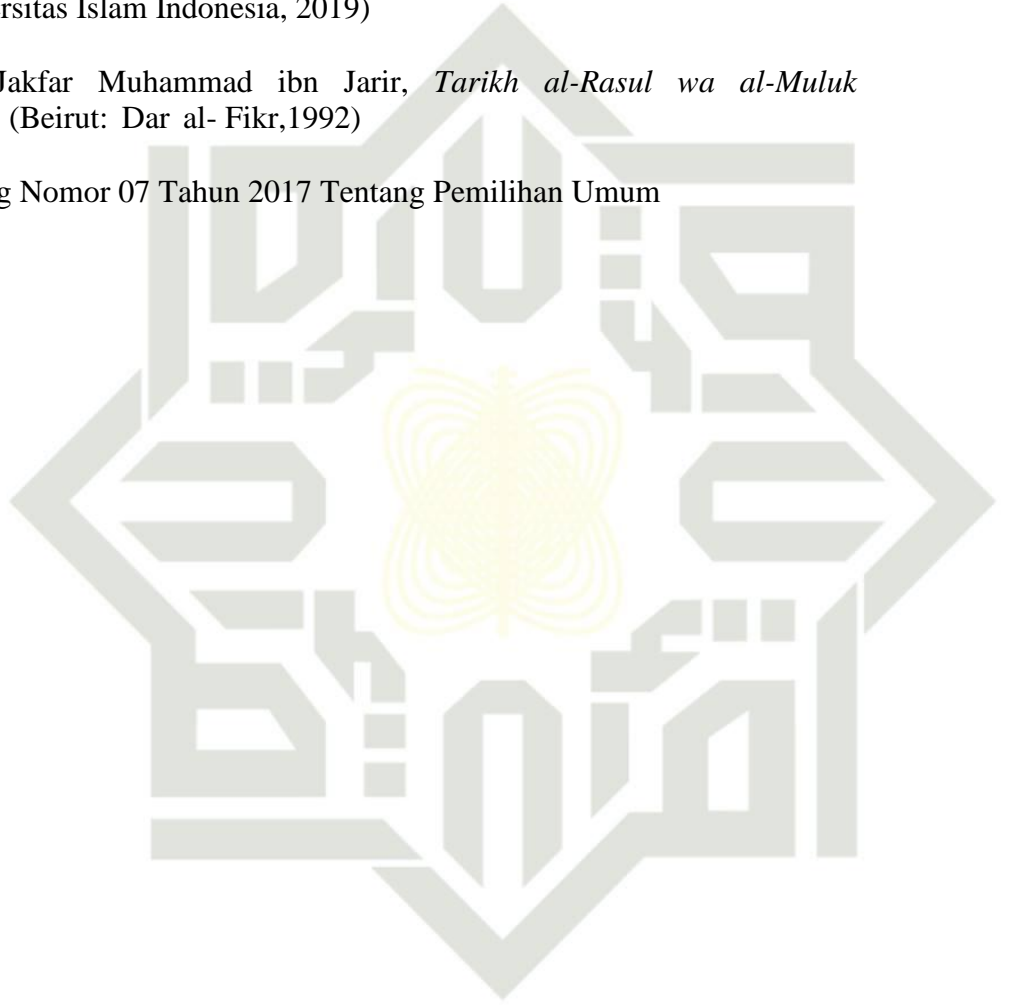 ersitas Islam Indonesia, 2019)
Jakfar Muhammad ibn Jarir, Tarikh al-Rasul wa al-Muluk
(Beirut: Dar al- Fikr,1992)
g Nomor 07 Tahun 2017 Tentang Pemilihan Umum